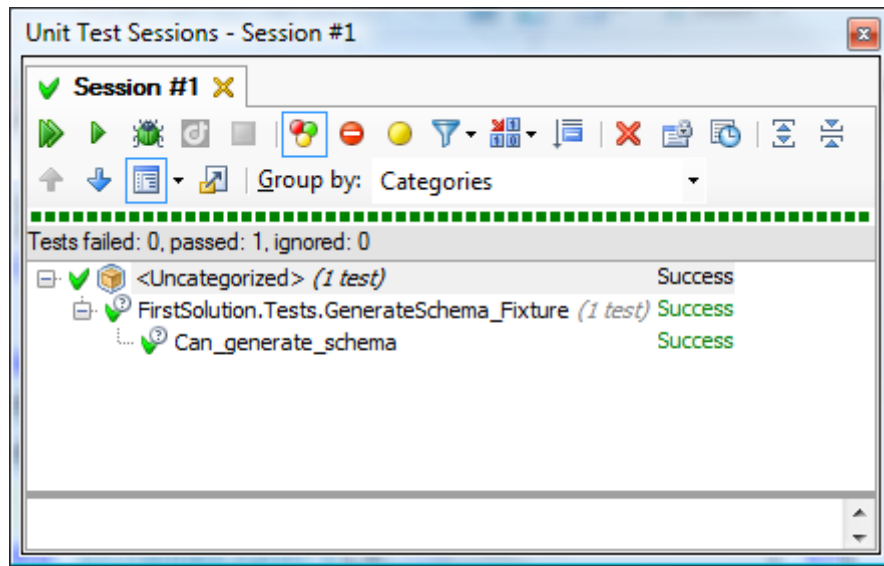 Unit Test Sessions - Session #1
Session #1
Group by: Categories
Tests failed: 0, passed: 1, ignored: 0
<Uncategorized> (1 test) Success
FirstSolution.Tests.GenerateSchema_Fixture (1 test) Success
Can_generate_schema Success